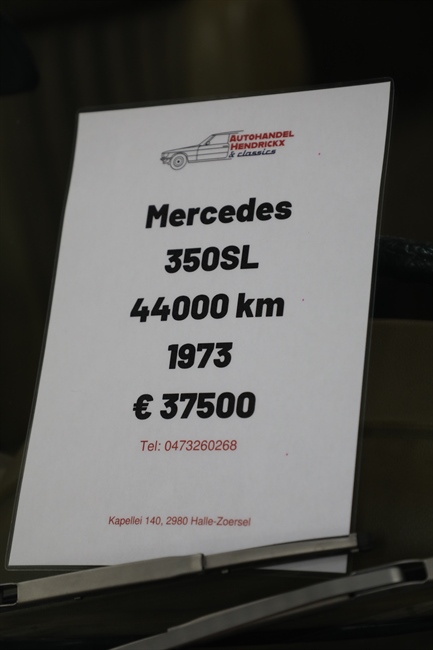 AUTOHANDEL
HENDRICKX
& classics
Mercedes
350SL
44000 km
1973
€ 37500
Tel: 0473260268
Kapellei 140, 2980 Halle-Zoersel